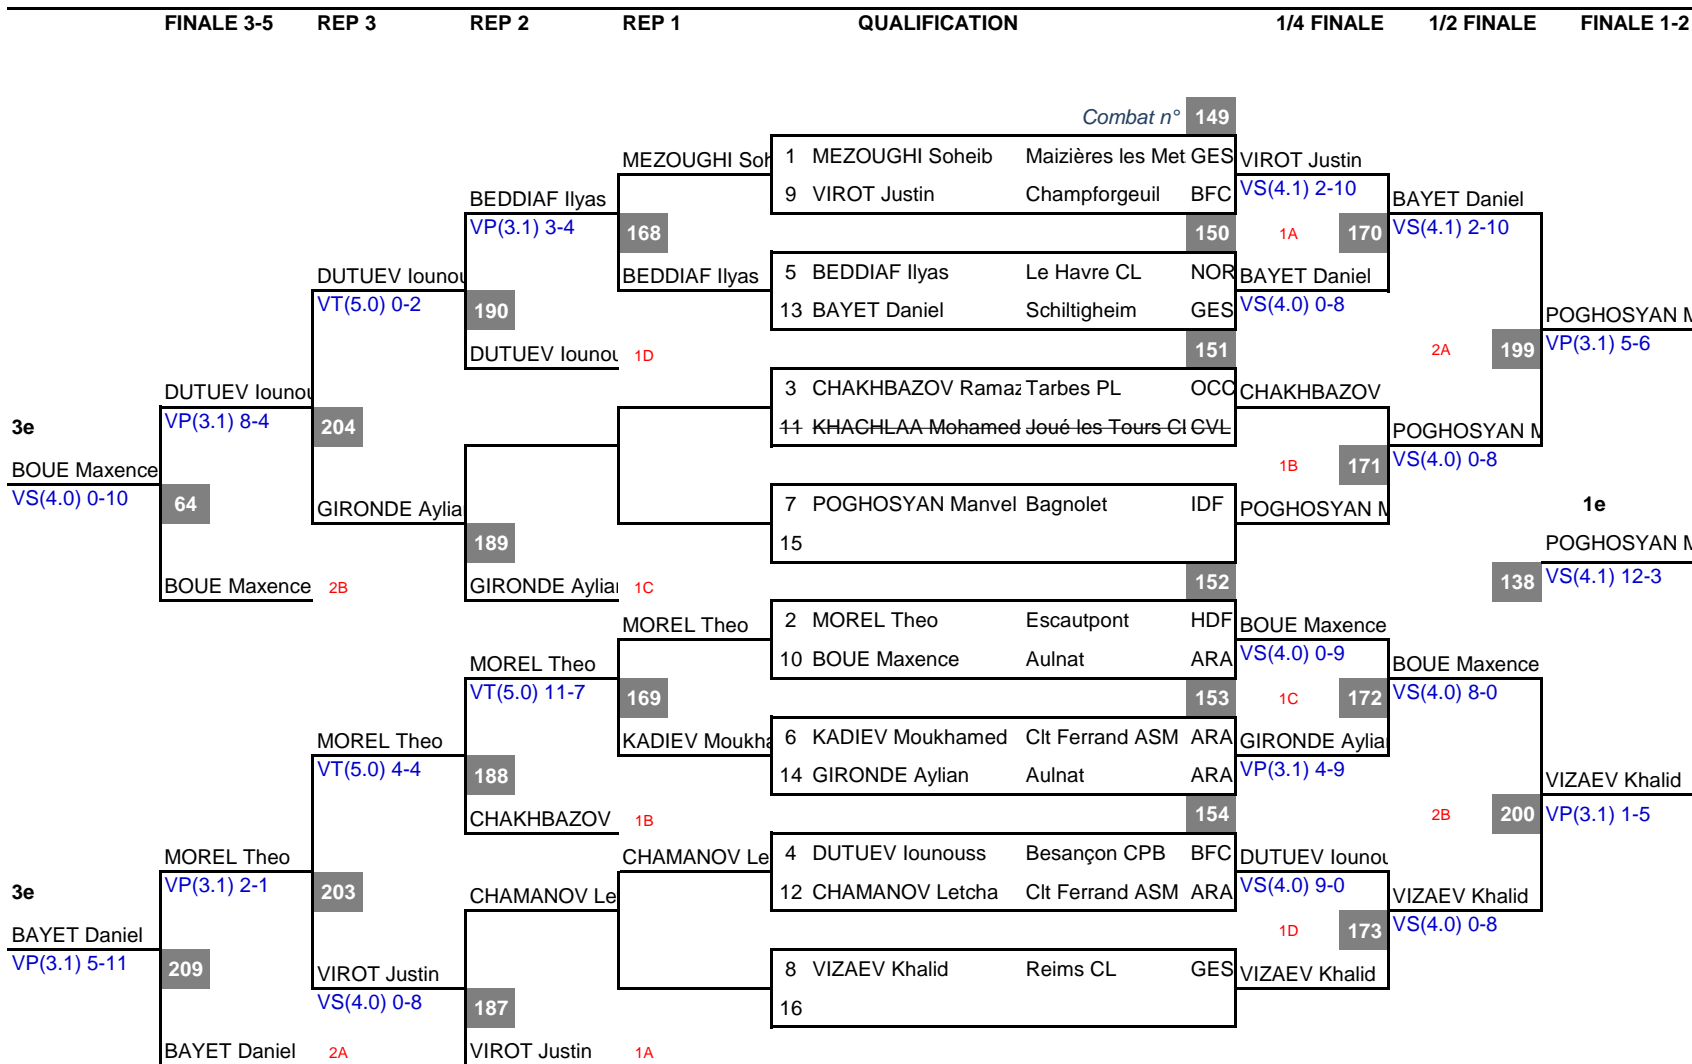 FINALE 3-5 REP 3 REP 2 REP 1 QUALIFICATION 1/4 FINALE 1/2 FINALE FINALE 1-2
Combat n° 149
MEZOUGHI Soh 1 MEZOUGHI Soheib Maizières les Met GES VIROT Justin
BEDDIAF Ilyas 9 VIROT Justin Champforgeuil BFC VS(4.1) 2-10 BAYET Daniel
VP(3.1) 3-4 168 150 1A 170 VS(4.1) 2-10
DUTUEV Iounou BEDDIAF Ilyas 5 BEDDIAF Ilyas Le Havre CL NOR BAYET Daniel
VT(5.0) 0-2 190 13 BAYET Daniel Schiltigheim GES VS(4.0) 0-8 POGHOSYAN M
DUTUEV Iounou 1D 151 2A 199 VP(3.1) 5-6
DUTUEV Iounou 3 CHAKHBAZOV Ramaz Tarbes PL OCC CHAKHBAZOV
3e VP(3.1) 8-4 204 11 KHACHLAA Mohamed Joué les Tours Cl CVL POGHOSYAN M
BOUE Maxence 1B 171 VS(4.0) 0-8
VS(4.0) 0-10 64 GIRONDE Aylia 7 POGHOSYAN Manvel Bagnolet IDF POGHOSYAN M 1e
189 15 POGHOSYAN M
BOUE Maxence 2B GIRONDE Aylian 1C 152 138 VS(4.1) 12-3
MOREL Theo 2 MOREL Theo Escautpont HDF BOUE Maxence
MOREL Theo 10 BOUE Maxence Aulnat ARA VS(4.0) 0-9 BOUE Maxence
VT(5.0) 11-7 169 153 1C 172 VS(4.0) 8-0
MOREL Theo KADIEV Moukha 6 KADIEV Moukhamed Clt Ferrand ASM ARA GIRONDE Aylian
VT(5.0) 4-4 188 14 GIRONDE Aylian Aulnat ARA VP(3.1) 4-9 VIZAEV Khalid
CHAKHBAZOV 1B 154 2B 200 VP(3.1) 1-5
MOREL Theo CHAMANOV Le 4 DUTUEV Iounouss Besançon CPB BFC DUTUEV Iounou
3e VP(3.1) 2-1 203 CHAMANOV Le 12 CHAMANOV Letcha Clt Ferrand ASM ARA VS(4.0) 9-0 VIZAEV Khalid
BAYET Daniel 1D 173 VS(4.0) 0-8
VP(3.1) 5-11 209 VIROT Justin 8 VIZAEV Khalid Reims CL GES VIZAEV Khalid
VS(4.0) 0-8 187 16
BAYET Daniel 2A VIROT Justin 1A